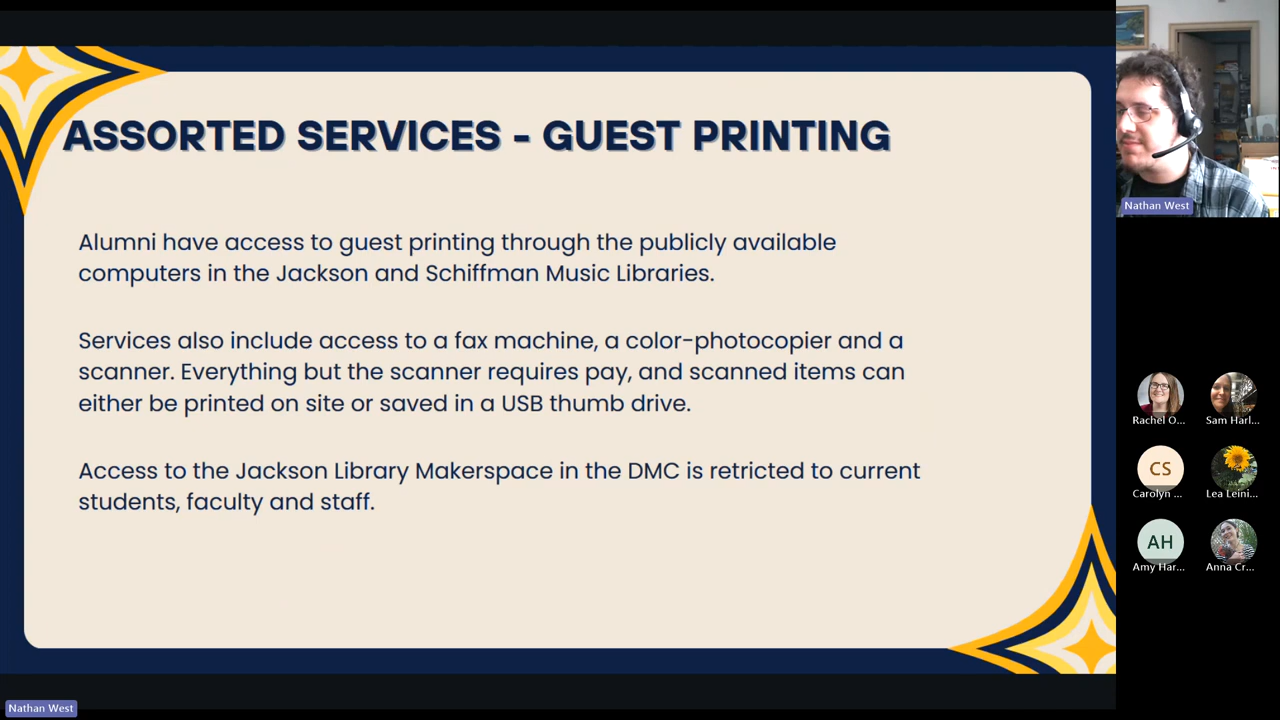 ASSORTED SERVICES - GUEST PRINTING
Alumni have access to guest printing through the publicly available
computers in the Jackson and Schiffman Music Libraries.
Services also include access to a fax machine, a color-photocopier and a
scanner. Everything but the scanner requires pay, and scanned items can
either be printed on site or saved in a USB thumb drive.
Access to the Jackson Library Makerspace in the DMC is retricted to current
students, faculty and staff.
Nathan West
Nathan West
Rachel O...
Sam Harl...
CS
Carolyn ...
Lea Leini...
AH
Amy Har...
Anna Cr...